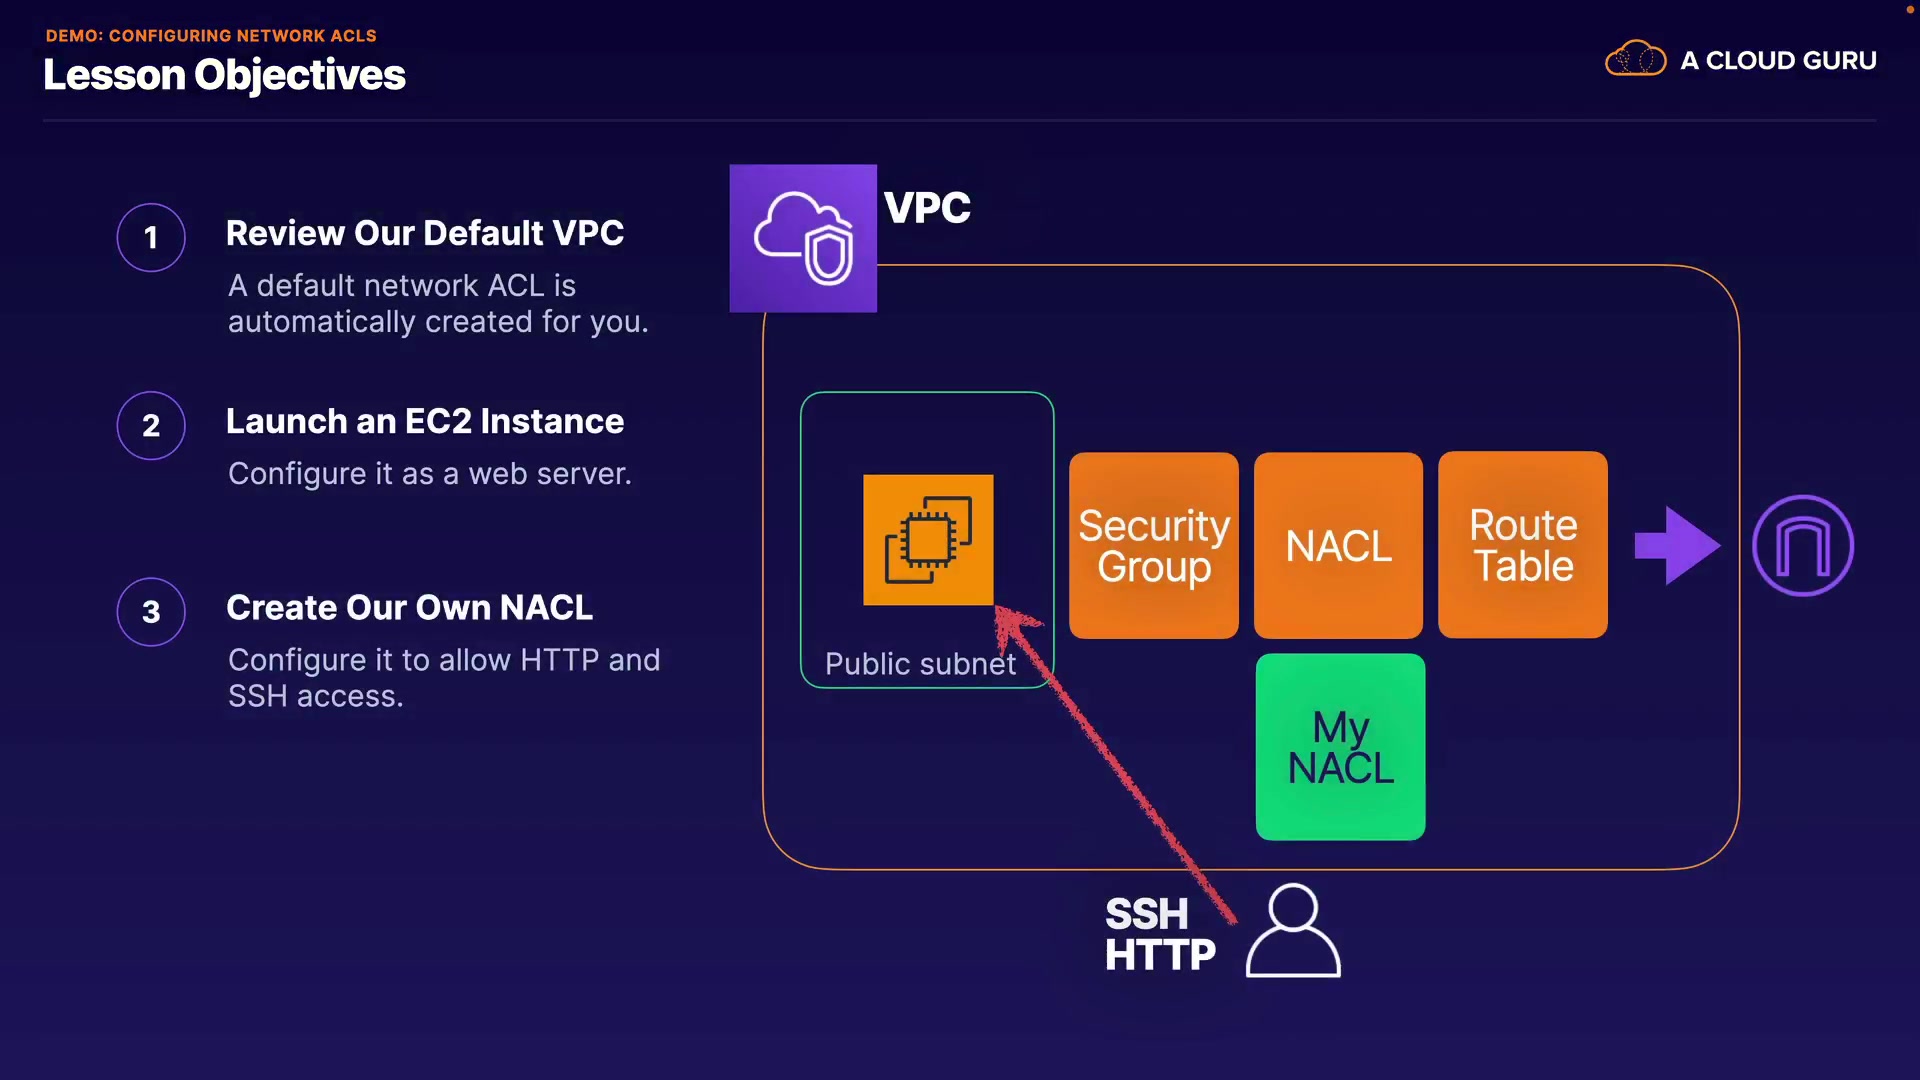 DEMO: CONFIGURING NETWORK ACLS
Lesson Objectives
A CLOUD GURU
1
Review Our Default VPC
A default network ACL is
automatically created for you.
2
Launch an EC2 Instance
Configure it as a web server.
3
Create Our Own NACL
Configure it to allow HTTP and
SSH access.
VPC
Public subnet
Security
Group
NACL
Route
Table
My
NACL
SSH
HTTP